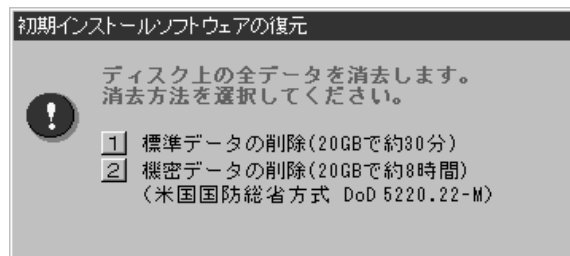 初期インストールソフトウェアの復元
ディスク上の全データを消去します。
消去方法を選択してください。
1 標準データの削除(20GBで約30分)
2 機密データの削除(20GBで約8時間)
(米国国防総省方式 DoD 5220.22-M)